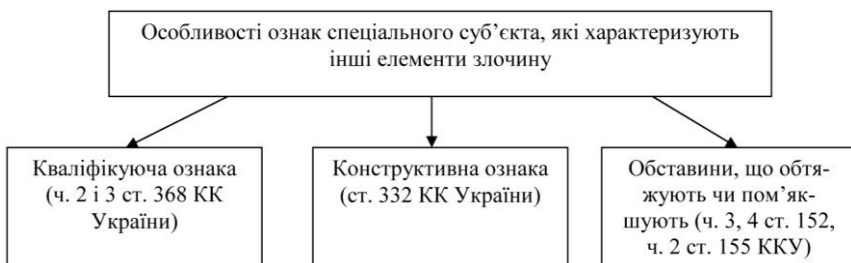 Особливості ознак спеціального суб’єкта, які характеризують
інші елементи злочину
Кваліфікуюча ознака
(ч. 2 і 3 ст. 368 КК
України)
Конструктивна ознака
(ст. 332 КК України)
Обставини, що обтя-
жують чи пом’як-
шують (ч. 3, 4 ст. 152,
ч. 2 ст. 155 ККУ)